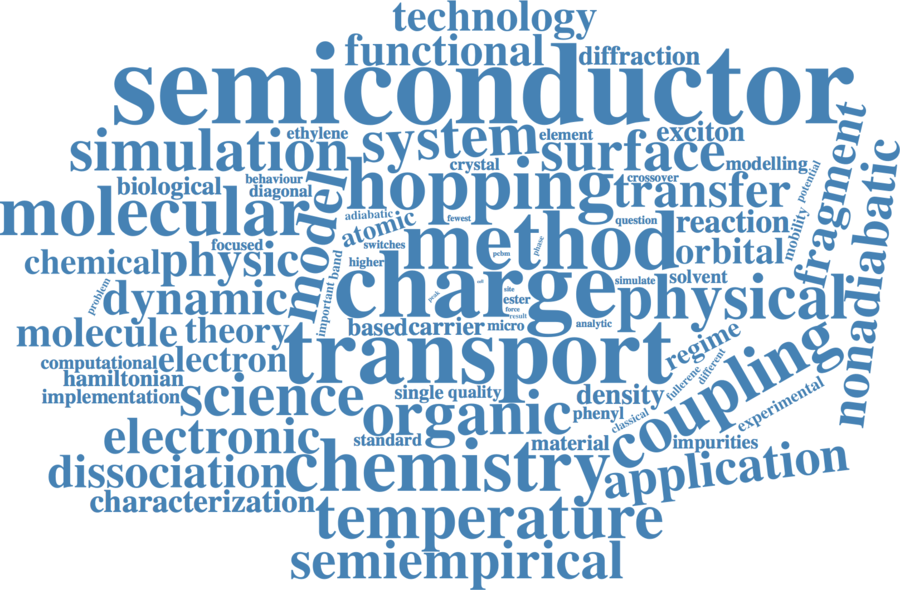 technology
functional
diffraction
semiconductor
simulation
ethylene
system
element
surface
exciton
crystal
modelling
biological
behaviour
diagonal
hopping
crossover
transfer
potential
fragment
nonadiabatic
molecular
model
adiabatic
atomic
fewest
question
reaction
mobility
focused
switches
method
pcbm
phase
orbital
chemical
physic
higher
important
band
charge
simulate
solvent
problem
dynamic
peak
site
ester
force
result
physical
molecule
theory
based
carrier
micro
analytic
computational
electron
transport
regime
hamiltonian
different
fullerene
coupling
implementation
science
single
quality
density
experimental
organic
phenyl
classical
electronic
standard
material
impurities
dissociation
chemistry
application
characterization
temperature
semiempirical